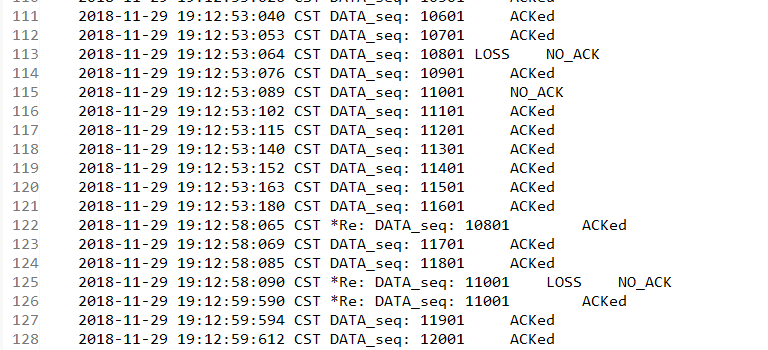 111 2018-11-29 19:12:53:040 CST DATA_seq: 10601 ACKed
112 2018-11-29 19:12:53:053 CST DATA_seq: 10701 ACKed
113 2018-11-29 19:12:53:064 CST DATA_seq: 10801 LOSS NO_ACK
114 2018-11-29 19:12:53:076 CST DATA_seq: 10901 ACKed
115 2018-11-29 19:12:53:089 CST DATA_seq: 11001 NO_ACK
116 2018-11-29 19:12:53:102 CST DATA_seq: 11101 ACKed
117 2018-11-29 19:12:53:115 CST DATA_seq: 11201 ACKed
118 2018-11-29 19:12:53:140 CST DATA_seq: 11301 ACKed
119 2018-11-29 19:12:53:152 CST DATA_seq: 11401 ACKed
120 2018-11-29 19:12:53:163 CST DATA_seq: 11501 ACKed
121 2018-11-29 19:12:53:180 CST DATA_seq: 11601 ACKed
122 2018-11-29 19:12:58:065 CST *Re: DATA_seq: 10801 ACKed
123 2018-11-29 19:12:58:069 CST DATA_seq: 11701 ACKed
124 2018-11-29 19:12:58:085 CST DATA_seq: 11801 ACKed
125 2018-11-29 19:12:58:090 CST *Re: DATA_seq: 11001 LOSS NO_ACK
126 2018-11-29 19:12:59:590 CST *Re: DATA_seq: 11001 ACKed
127 2018-11-29 19:12:59:594 CST DATA_seq: 11901 ACKed
128 2018-11-29 19:12:59:612 CST DATA_seq: 12001 ACKed